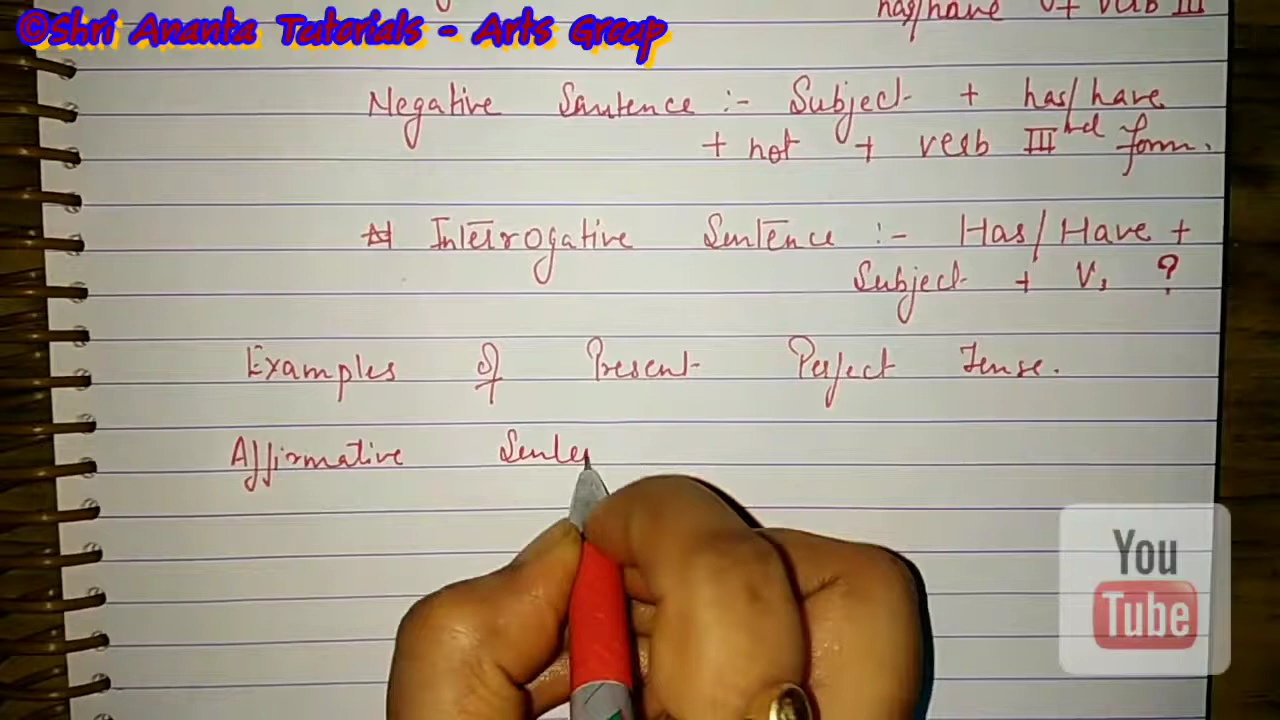 ©Shri Ananta Tutorials - Arts Group
has/have + verb III
Negative Sentence :- Subject + has/have
+ not + verb IIIrd form.
Interrogative Sentence :- Has/Have +
Subject + V3 ?
Examples of Present Perfect Tense.
Affirmative Senten
You
Tube